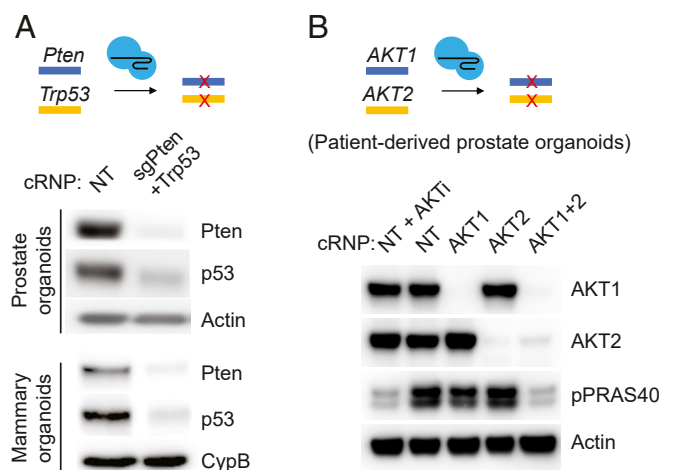 A
Pten
Trp53
cRNP: NT sgPten
+Trp53
Prostate
organoids
Pten
p53
Actin
Mammary
organoids
Pten
p53
CypB
B
AKT1
AKT2
(Patient-derived prostate organoids)
cRNP: NT + AKTi NT AKT1 AKT2 AKT1+2
AKT1
AKT2
pPRAS40
Actin